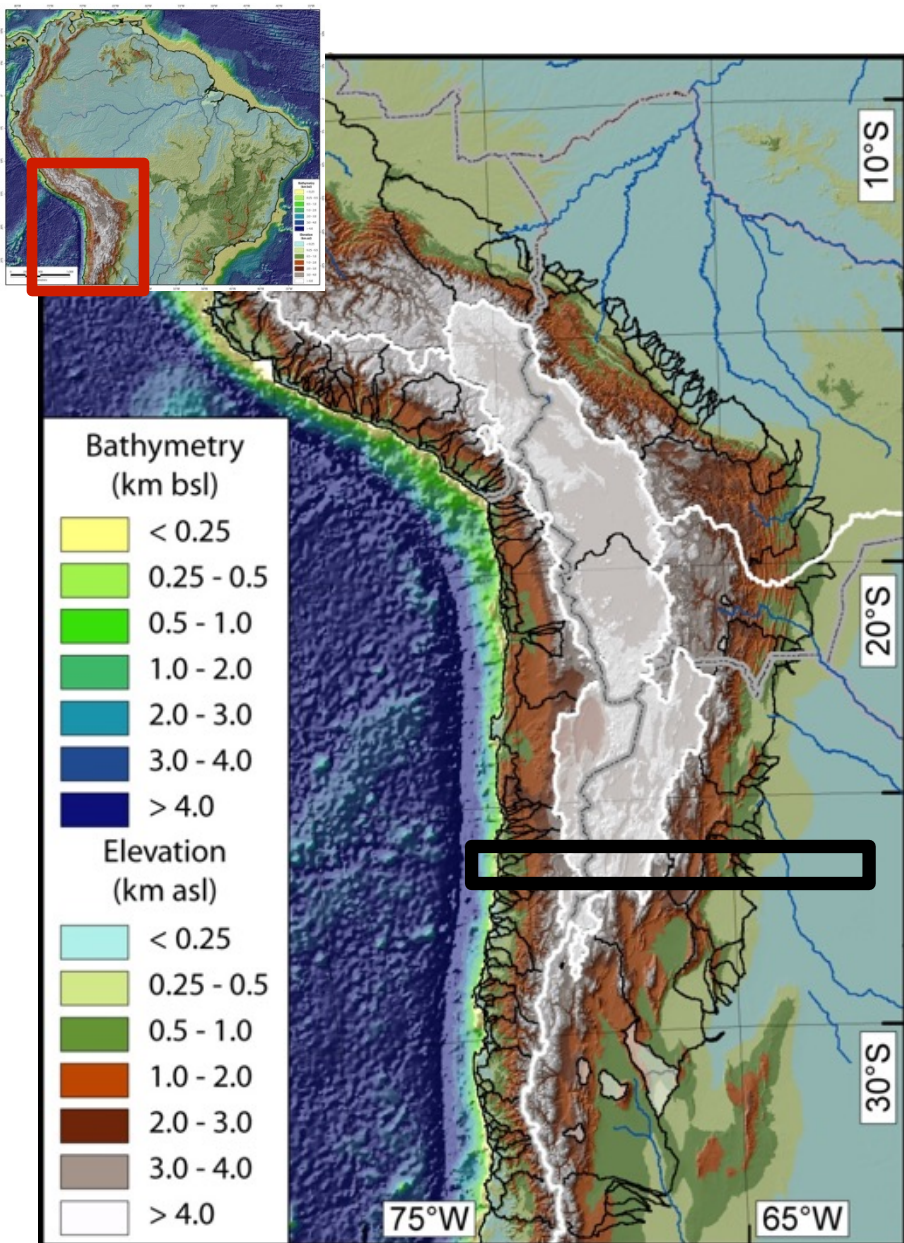 10°S
Bathymetry
(km bsl)
< 0.25
0.25 - 0.5
0.5 - 1.0
1.0 - 2.0
2.0 - 3.0
3.0 - 4.0
> 4.0
Elevation
(km asl)
< 0.25
0.25 - 0.5
0.5 - 1.0
1.0 - 2.0
2.0 - 3.0
3.0 - 4.0
> 4.0
20°S
30°S
75°W
65°W